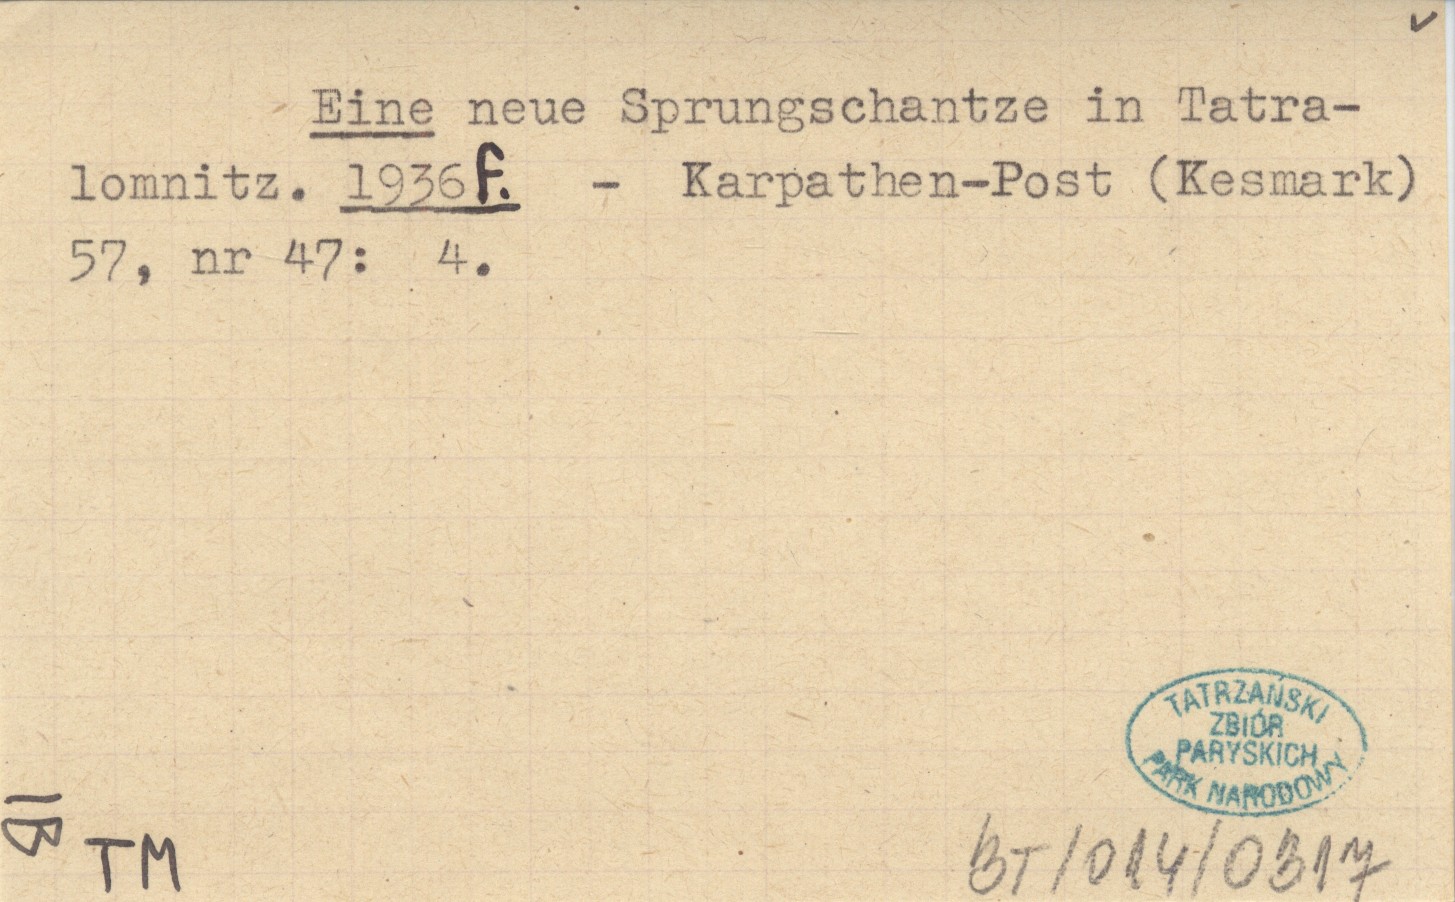 Eine neue Sprungschantze in Tatra-
lomnitz. 1936 f. - Karpathen-Post (Kesmark)
57, nr 47: 4.
TATRZAŃSKI
ZBIÓR
PARYSKICH
PARK NARODOWY
IB
TM
BT/014/0317